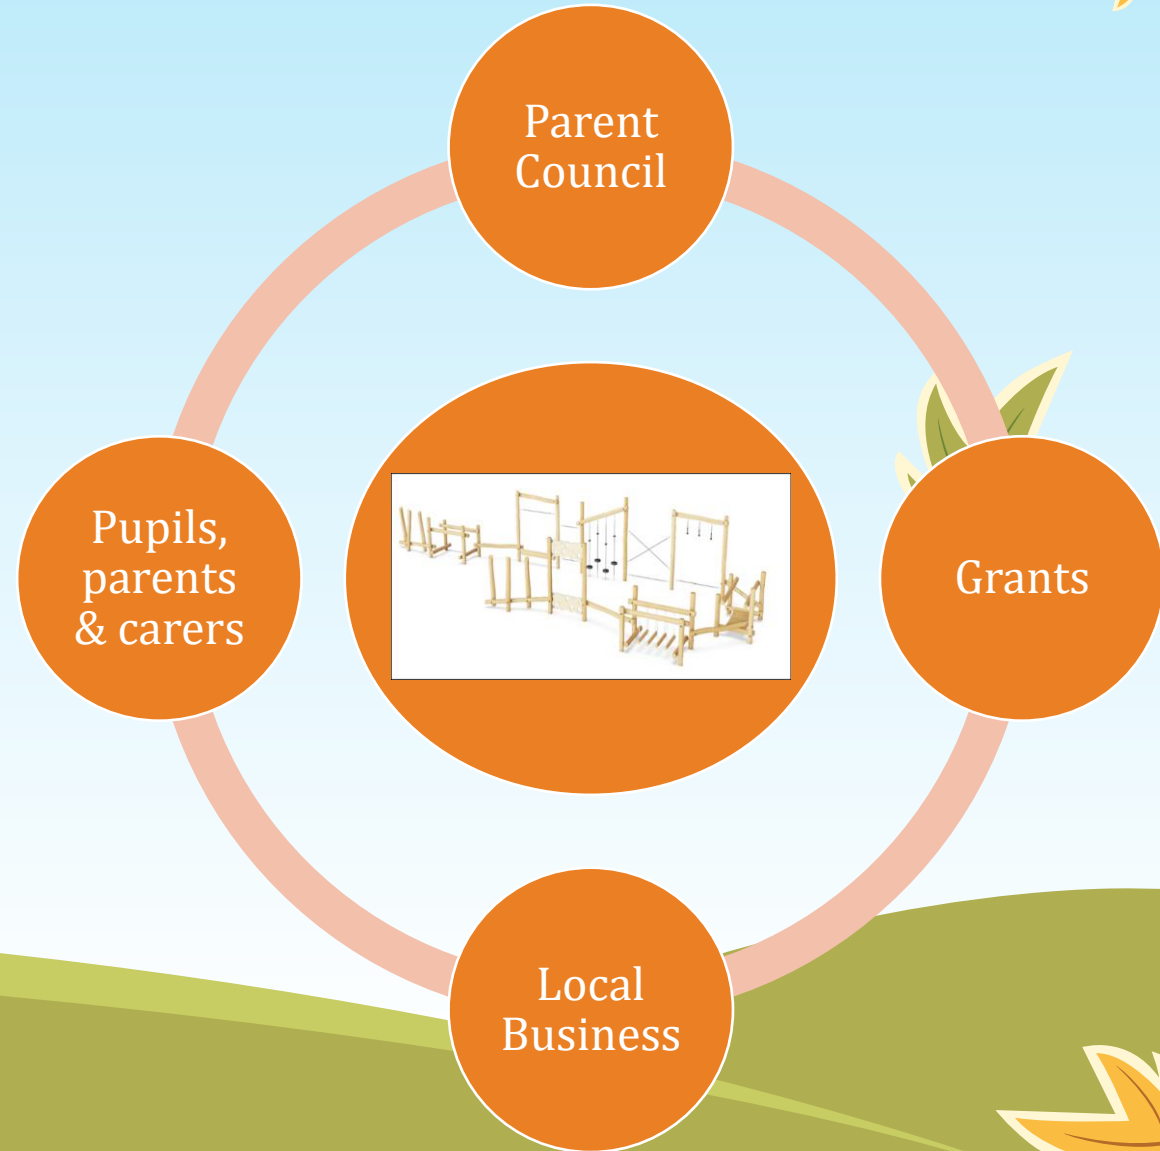 Parent
Council
Pupils,
parents
& carers
Grants
Local
Business